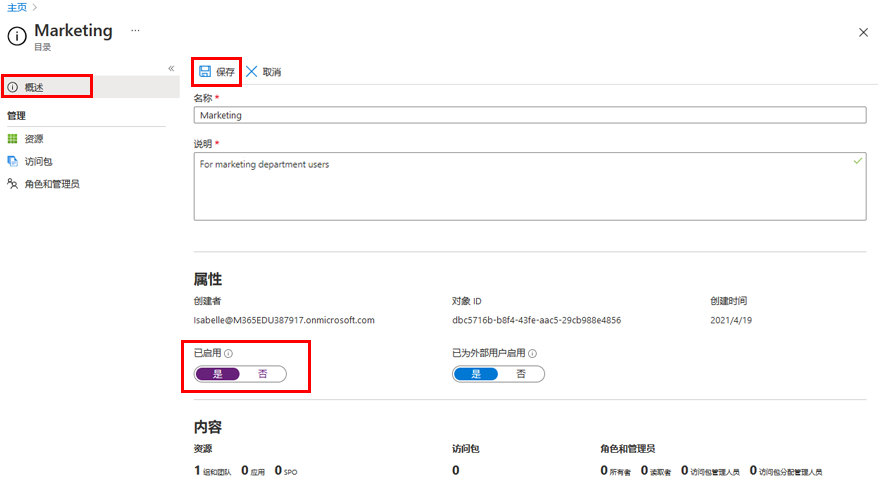 主页
Marketing ...
目录
«
保存 取消
概述
名称 *
管理
Marketing
资源
说明 *
访问包
For marketing department users
角色和管理员
属性
创建者 对象 ID 创建时间
Isabelle@M365EDU387917.onmicrosoft.com dbc5716b-b8f4-43fe-aac5-29cb988e4856 2021/4/19
已启用 已为外部用户启用
是 否 是 否
内容
资源 访问包 角色和管理员
1 组和团队 0 应用 0 SPO 0 0 所有者 0 读取者 0 访问包管理人员 0 访问包分配管理人员